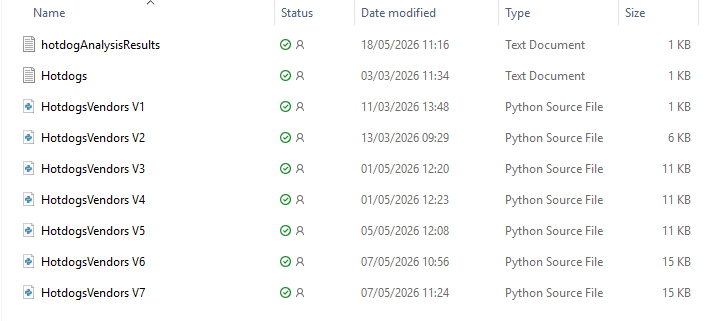 Name Status Date modified Type Size
hotdogAnalysisResults 18/05/2026 11:16 Text Document 1 KB
Hotdogs 03/03/2026 11:34 Text Document 1 KB
HotdogsVendors V1 11/03/2026 13:48 Python Source File 1 KB
HotdogsVendors V2 13/03/2026 09:29 Python Source File 6 KB
HotdogsVendors V3 01/05/2026 12:20 Python Source File 11 KB
HotdogsVendors V4 01/05/2026 12:23 Python Source File 11 KB
HotdogsVendors V5 05/05/2026 12:08 Python Source File 11 KB
HotdogsVendors V6 07/05/2026 10:56 Python Source File 15 KB
HotdogsVendors V7 07/05/2026 11:24 Python Source File 15 KB